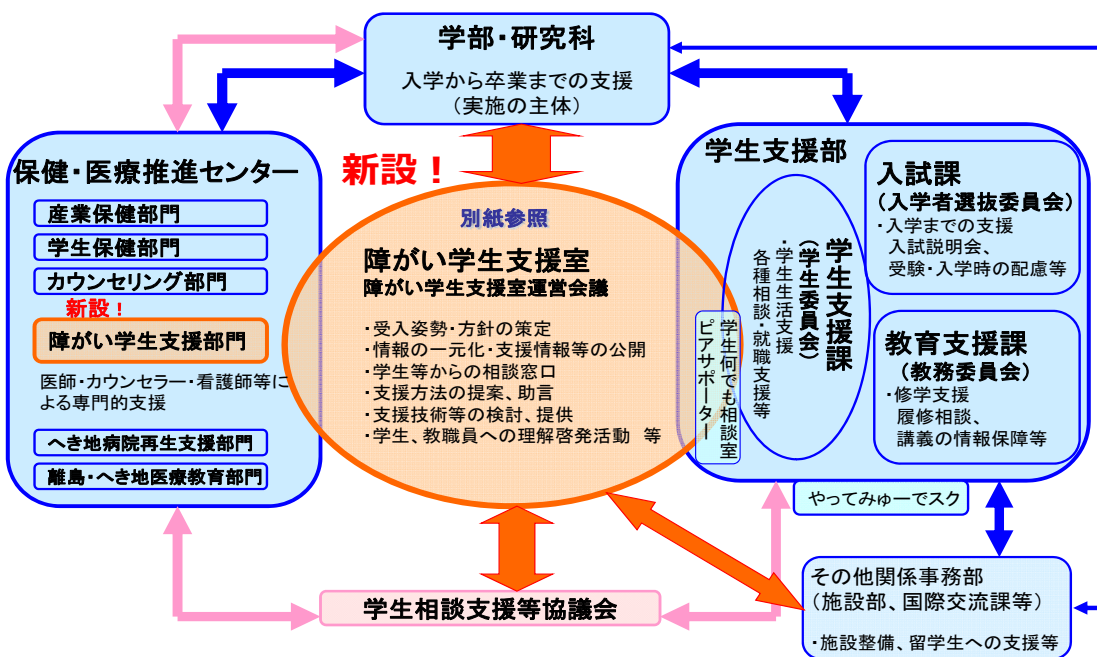 学部・研究科
入学から卒業までの支援
（実施の主体）
保健・医療推進センター
産業保健部門
学生保健部門
カウンセリング部門
新設！
障がい学生支援部門
医師・カウンセラー・看護師等に
よる専門的支援
へき地病院再生支援部門
離島・へき地医療教育部門
新設！
別紙参照
障がい学生支援室
障がい学生支援室運営会議
・受入姿勢・方針の策定
・情報の一元化・支援情報等の公開
・学生等からの相談窓口
・支援方法の提案、助言
・支援技術等の検討、提供
・学生、教職員への理解啓発活動　等
学生何でも相談室
ピアサポーター
学生支援部
学生支援課
（学生委員会）
・学生生活支援
各種相談・就職支援等
入試課
（入学者選抜委員会）
・入学までの支援
入試説明会、
受験・入学時の配慮等
教育支援課
（教務委員会）
・修学支援
履修相談、
講義の情報保障等
やってみゅーでスク
その他関係事務部
（施設部、国際交流課等）
・施設整備、留学生への支援等
学生相談支援等協議会